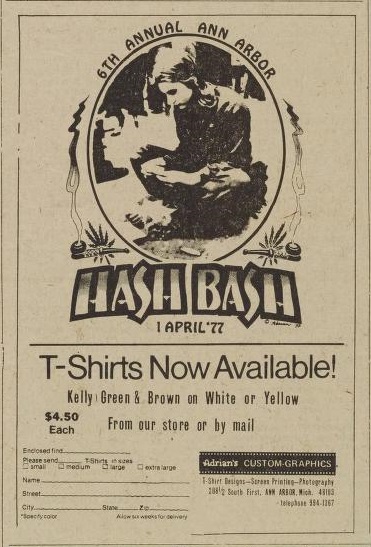 6TH ANNUAL ANN ARBOR
HASH BASH
1 APRIL '77
T-Shirts Now Available!
Kelly Green & Brown on White or Yellow
$4.50
Each
From our store or by mail
Enclosed find
Please send T-Shirts in sizes
small medium large extra large
Name
Street
City State Zip
*Specify color Allow six weeks for delivery
Adrian's CUSTOM-GRAPHICS
T-Shirt Designs—Screen Printing—Photography
South First, ANN ARBOR, Mich. 48103
telephone 994-1367